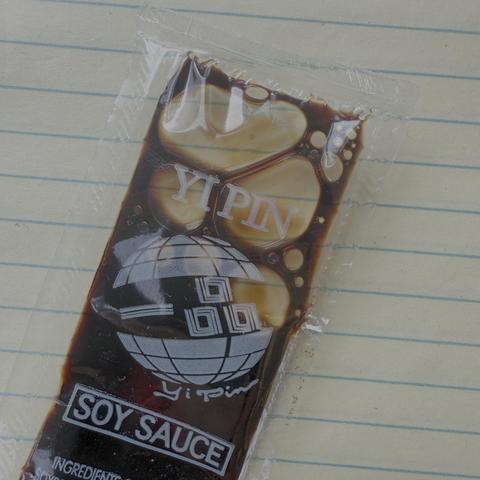 YI PIN
Yi Pin
SOY SAUCE
INGREDIENTS